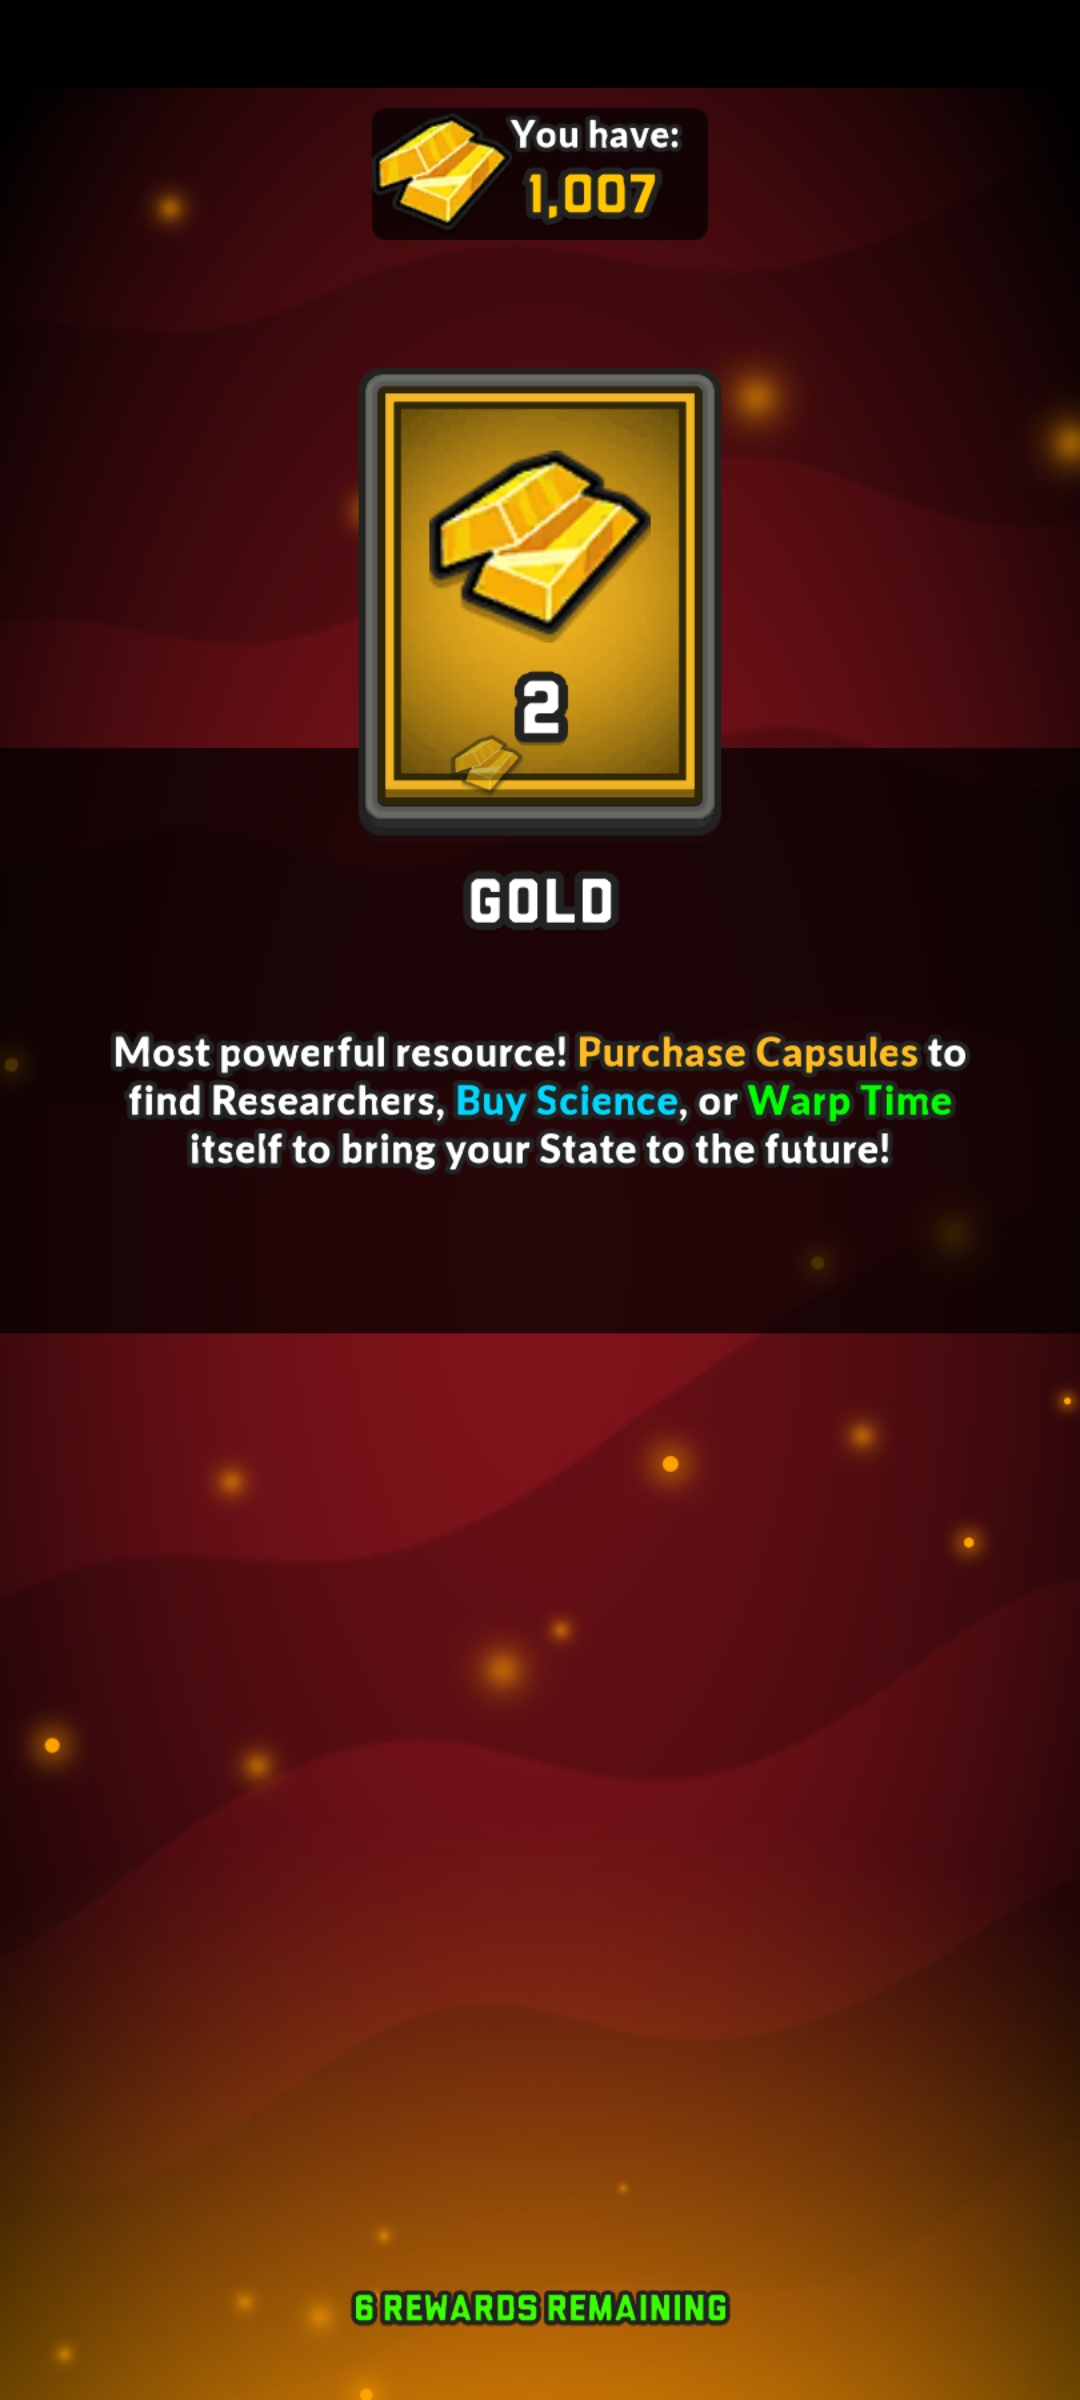 You have:
1,007
2
GOLD
Most powerful resource! Purchase Capsules to
find Researchers, Buy Science, or Warp Time
itself to bring your State to the future!
6 REWARDS REMAINING